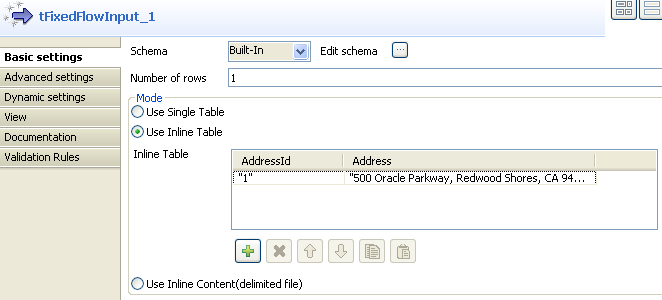 tFixedFlowInput_1
Basic settings
Advanced settings
Dynamic settings
View
Documentation
Validation Rules
Schema Built-In Edit schema ...
Number of rows 1
Mode
Use Single Table
Use Inline Table
Inline Table
AddressId Address
"1" "500 Oracle Parkway, Redwood Shores, CA 94...
Use Inline Content(delimited file)